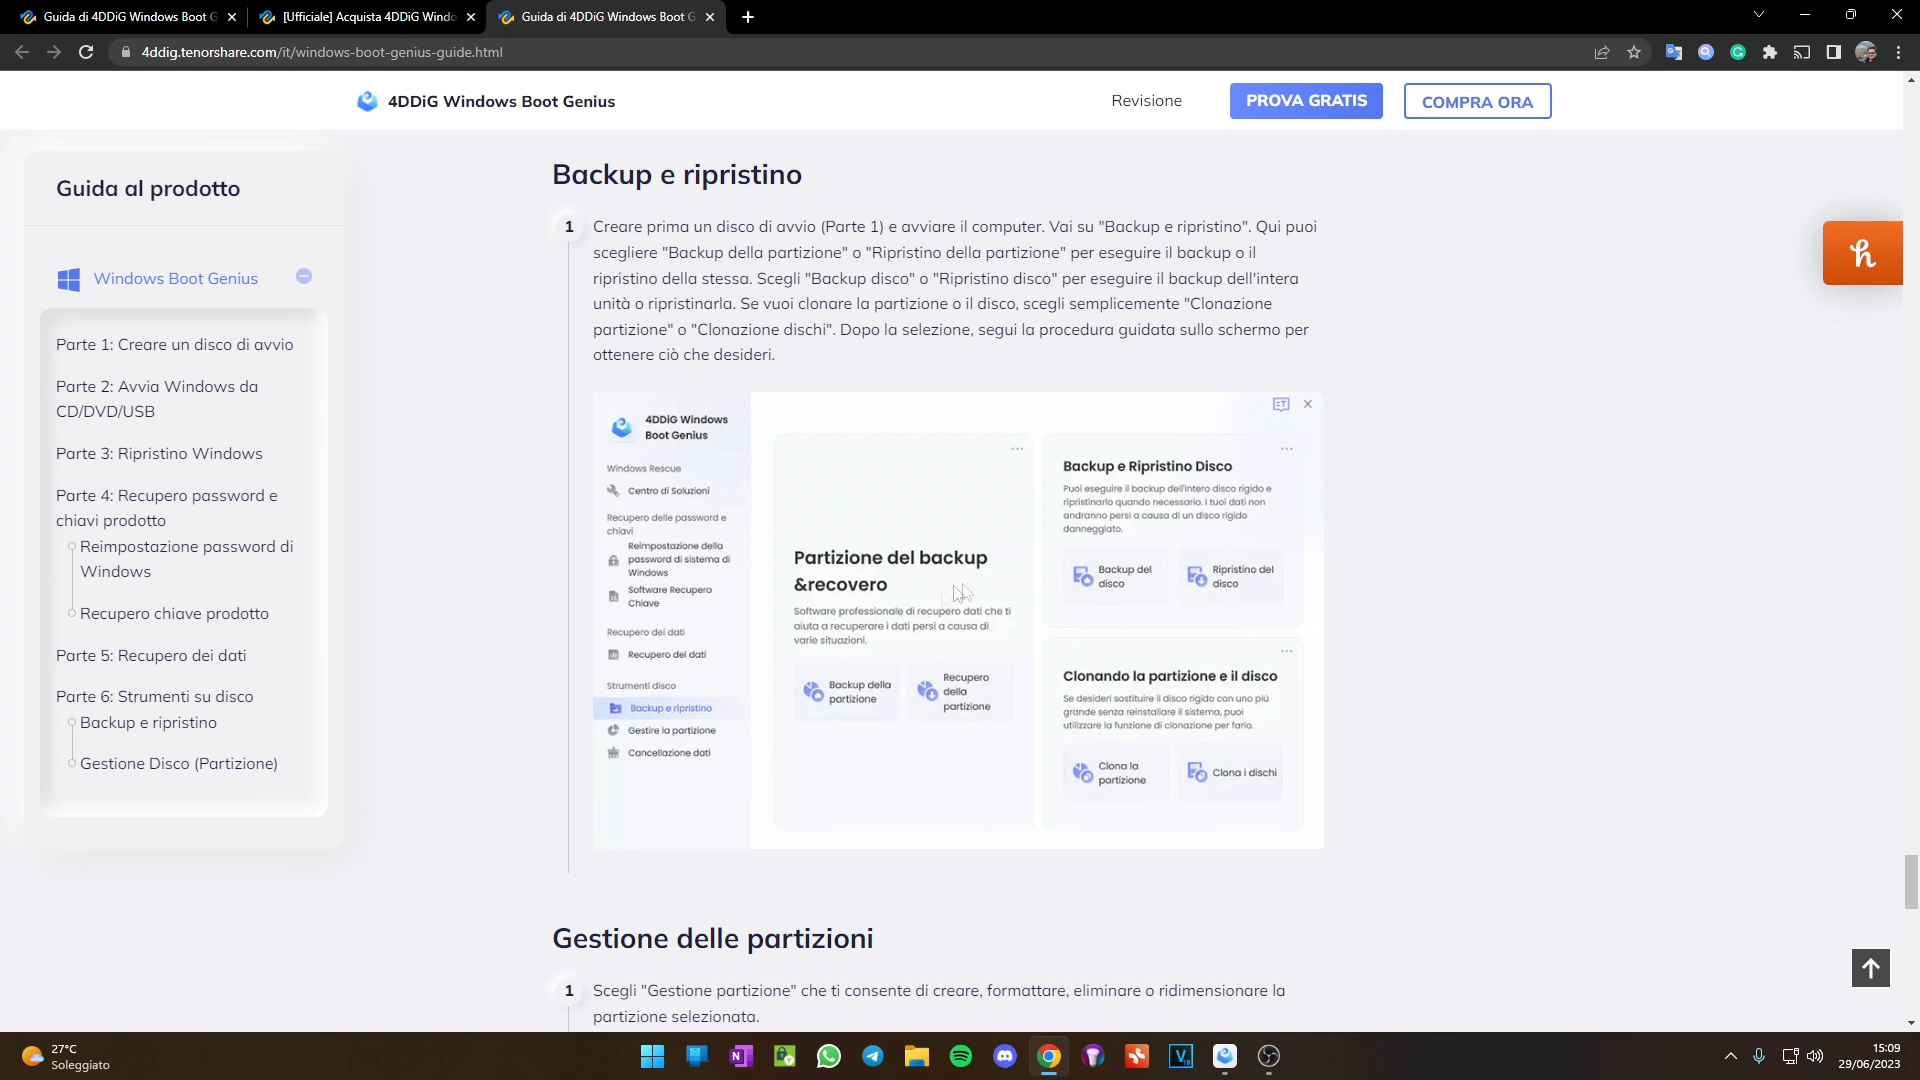 Guida di 4DDiG Windows Boot G
[Ufficiale] Acquista 4DDiG Windo
Guida di 4DDiG Windows Boot G
4ddig.tenorshare.com/it/windows-boot-genius-guide.html
4DDiG Windows Boot Genius
Revisione
PROVA GRATIS
COMPRA ORA
Guida al prodotto
Windows Boot Genius
Parte 1: Creare un disco di avvio
Parte 2: Avvia Windows da
CD/DVD/USB
Parte 3: Ripristino Windows
Parte 4: Recupero password e
chiavi prodotto
Reimpostazione password di
Windows
Recupero chiave prodotto
Parte 5: Recupero dei dati
Parte 6: Strumenti su disco
Backup e ripristino
Gestione Disco (Partizione)
Backup e ripristino
1
Creare prima un disco di avvio (Parte 1) e avviare il computer. Vai su "Backup e ripristino". Qui puoi
scegliere "Backup della partizione" o "Ripristino della partizione" per eseguire il backup o il
ripristino della stessa. Scegli "Backup disco" o "Ripristino disco" per eseguire il backup dell'intera
unità o ripristinarla. Se vuoi clonare la partizione o il disco, scegli semplicemente "Clonazione
partizione" o "Clonazione dischi". Dopo la selezione, segui la procedura guidata sullo schermo per
ottenere ciò che desideri.
4DDiG Windows
Boot Genius
Windows Rescue
Centro di Soluzioni
Recupero delle password e
chiavi
Reimpostazione della
password di sistema di
Windows
Software Recupero
Chiave
Recupero dei dati
Recupero dei dati
Strumenti disco
Backup e ripristino
Gestire la partizione
Cancellazione dati
Partizione del backup
&recovero
Software professionale di recupero dati che ti
aiuta a recuperare i dati persi a causa di
varie situazioni.
Backup della
partizione
Recupero
della
partizione
Backup e Ripristino Disco
Puoi eseguire il backup dell'intero disco rigido e
ripristinarlo quando necessario. I tuoi dati non
andranno persi a causa di un disco rigido
danneggiato.
Backup del
disco
Ripristino del
disco
Clonando la partizione e il disco
Se desideri sostituire il disco rigido con uno più
grande senza reinstallare il sistema, puoi
utilizzare la funzione di clonazione per farlo.
Clona la
partizione
Clona i dischi
Gestione delle partizioni
1
Scegli "Gestione partizione" che ti consente di creare, formattare, eliminare o ridimensionare la
partizione selezionata.
27°C
Soleggiato
15:09
29/06/2023